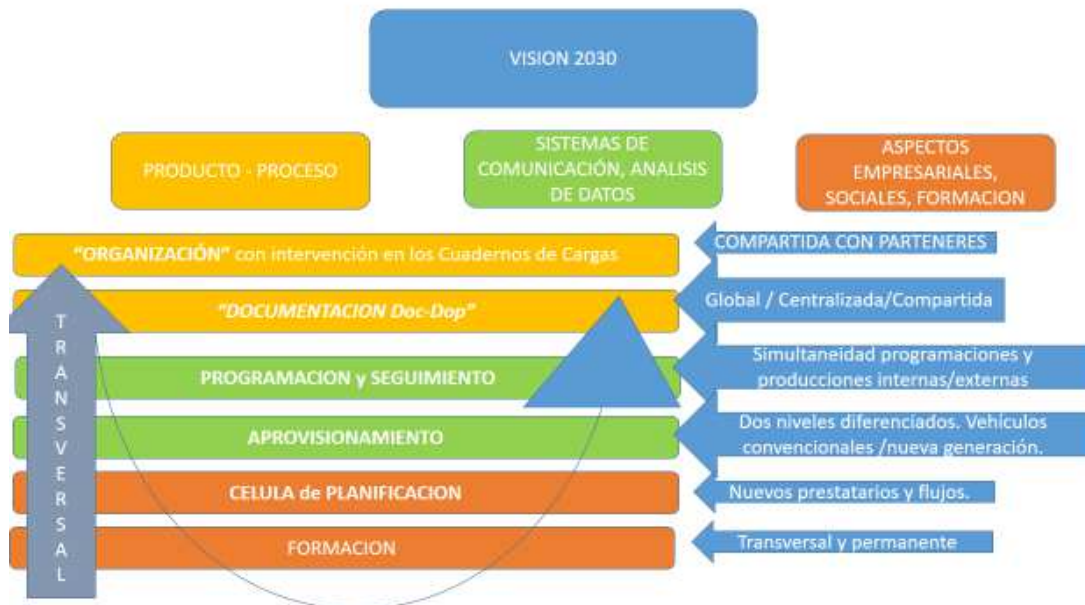 VISION 2030
PRODUCTO - PROCESO
SISTEMAS DE
COMUNICACIÓN, ANALISIS
DE DATOS
ASPECTOS
EMPRESARIALES,
SOCIALES, FORMACION
“ORGANIZACIÓN” con intervención en los Cuadernos de Cargas
COMPARTIDA CON PARTENERES
“DOCUMENTACION Doc-Dop”
Global / Centralizada/Compartida
PROGRAMACION y SEGUIMIENTO
Simultaneidad programaciones y
producciones internas/externas
APROVISIONAMIENTO
Dos niveles diferenciados. Vehículos
convencionales /nueva generación.
CELULA de PLANIFICACION
Nuevos prestatarios y flujos.
FORMACION
Transversal y permanente
TRANSVERSAL